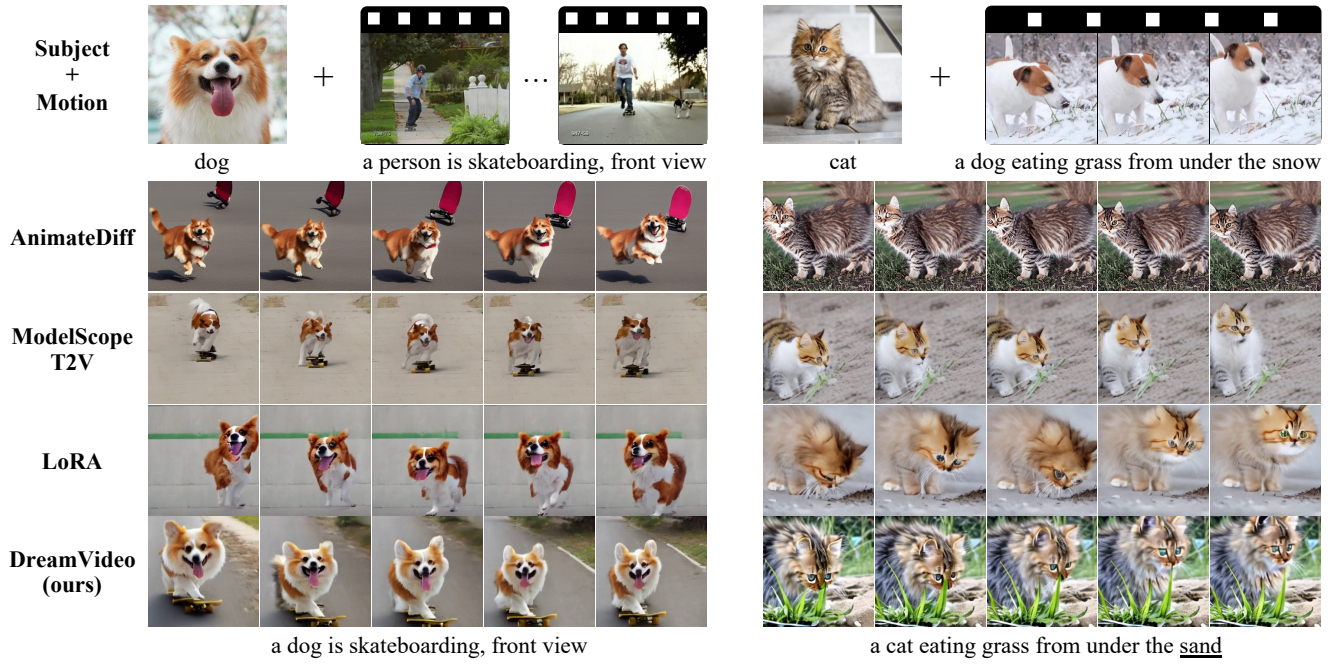 Subject
+
Motion
+
...
+
dog
a person is skateboarding, front view
cat
a dog eating grass from under the snow
AnimateDiff
ModelScope
T2V
LoRA
DreamVideo
(ours)
a dog is skateboarding, front view
a cat eating grass from under the sand